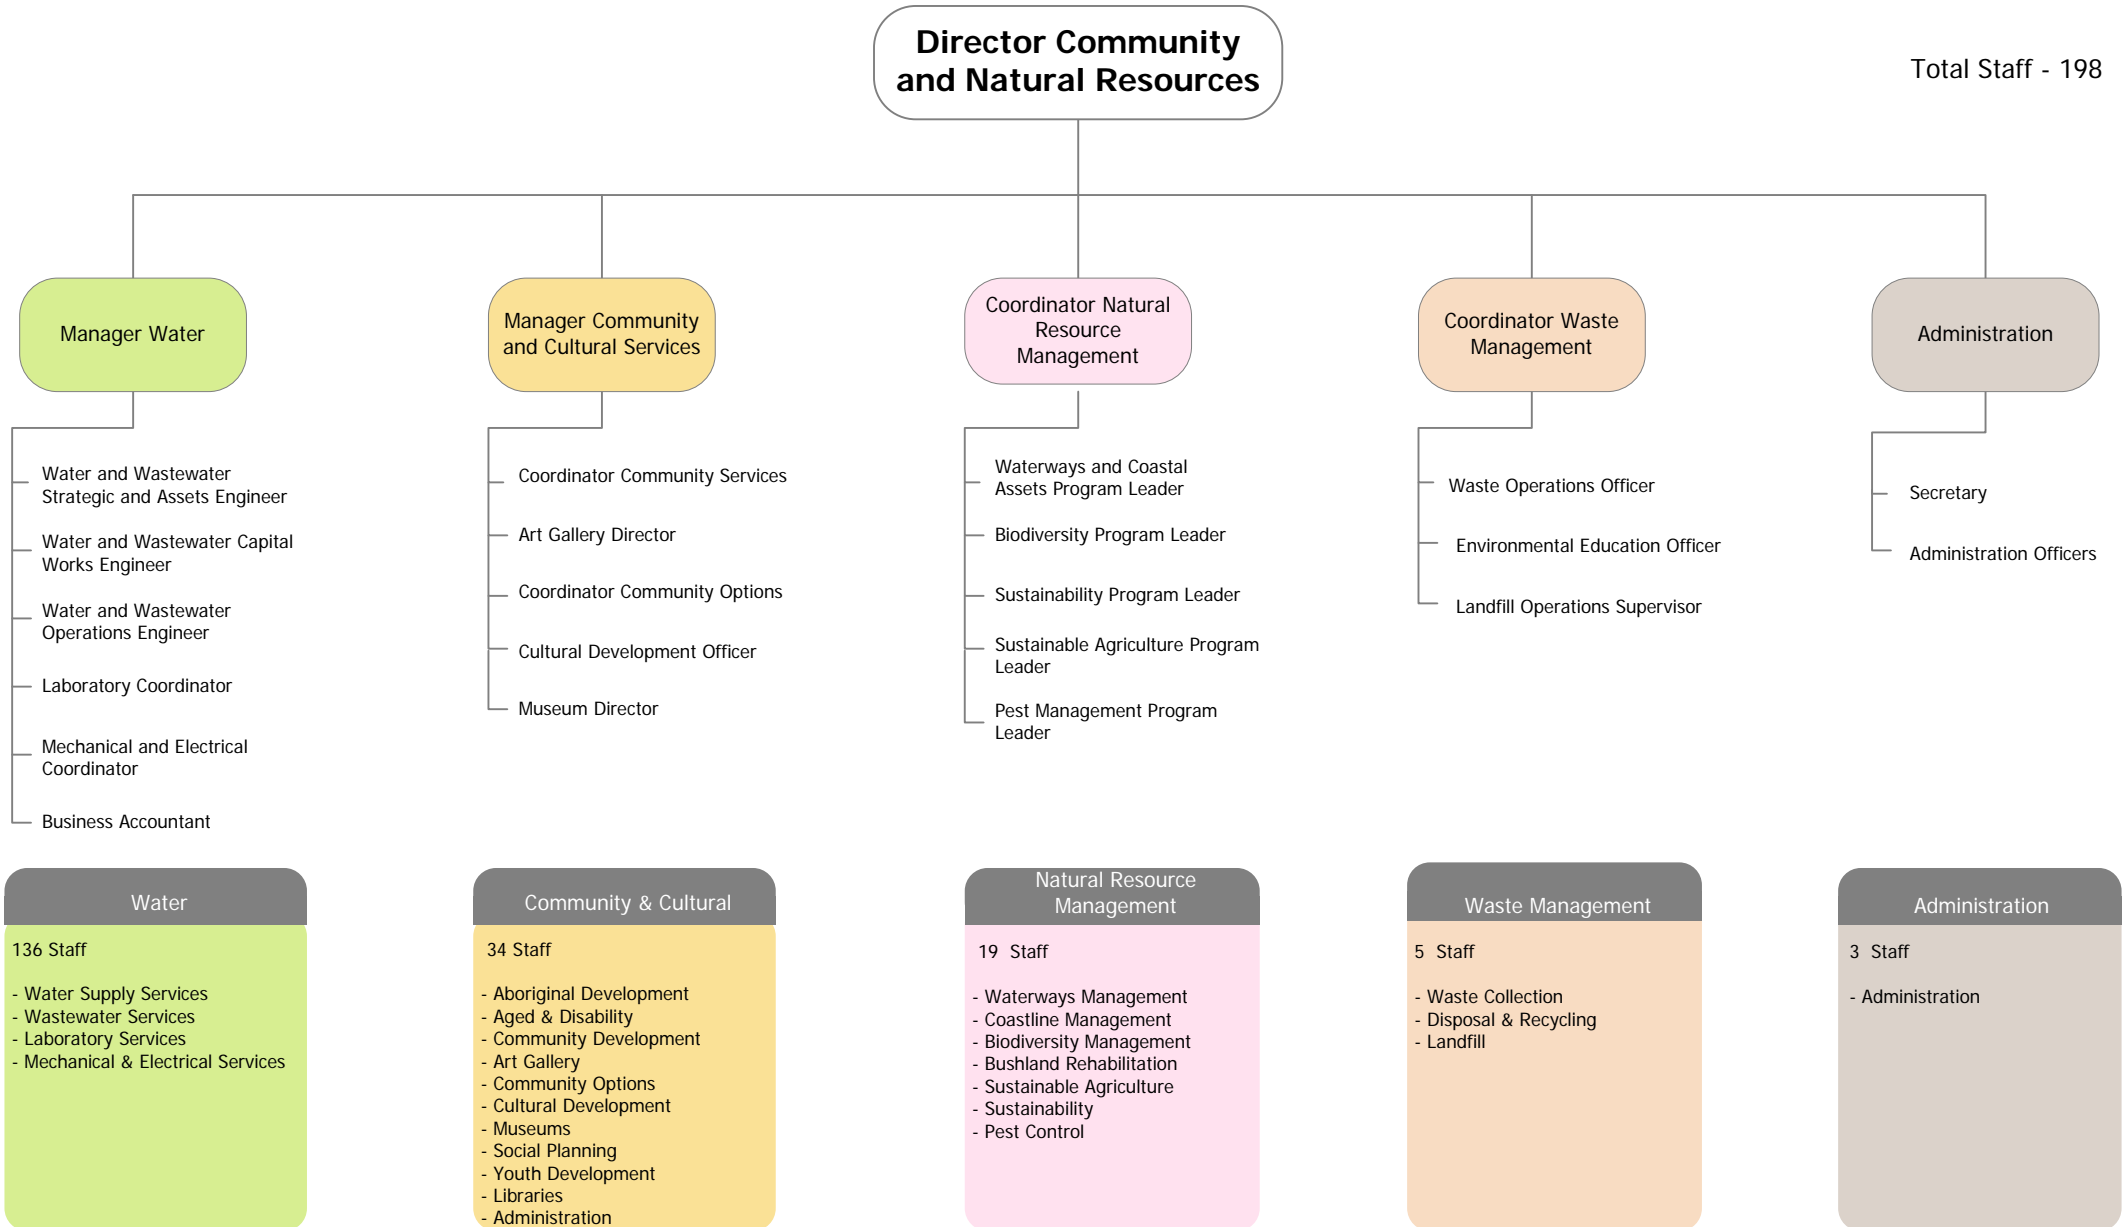 Director Community
and Natural Resources
Total Staff - 198
Manager Water
Manager Community
and Cultural Services
Coordinator Natural
Resource
Management
Coordinator Waste
Management
Administration
Water and Wastewater
Strategic and Assets Engineer
Water and Wastewater Capital
Works Engineer
Water and Wastewater
Operations Engineer
Laboratory Coordinator
Mechanical and Electrical
Coordinator
Business Accountant
Coordinator Community Services
Art Gallery Director
Coordinator Community Options
Cultural Development Officer
Museum Director
Waterways and Coastal
Assets Program Leader
Biodiversity Program Leader
Sustainability Program Leader
Sustainable Agriculture Program
Leader
Pest Management Program
Leader
Waste Operations Officer
Environmental Education Officer
Landfill Operations Supervisor
Secretary
Administration Officers
Water
136 Staff
- Water Supply Services
- Wastewater Services
- Laboratory Services
- Mechanical & Electrical Services
Community & Cultural
34 Staff
- Aboriginal Development
- Aged & Disability
- Community Development
- Art Gallery
- Community Options
- Cultural Development
- Museums
- Social Planning
- Youth Development
- Libraries
- Administration
Natural Resource
Management
19 Staff
- Waterways Management
- Coastline Management
- Biodiversity Management
- Bushland Rehabilitation
- Sustainable Agriculture
- Sustainability
- Pest Control
Waste Management
5 Staff
- Waste Collection
- Disposal & Recycling
- Landfill
Administration
3 Staff
- Administration